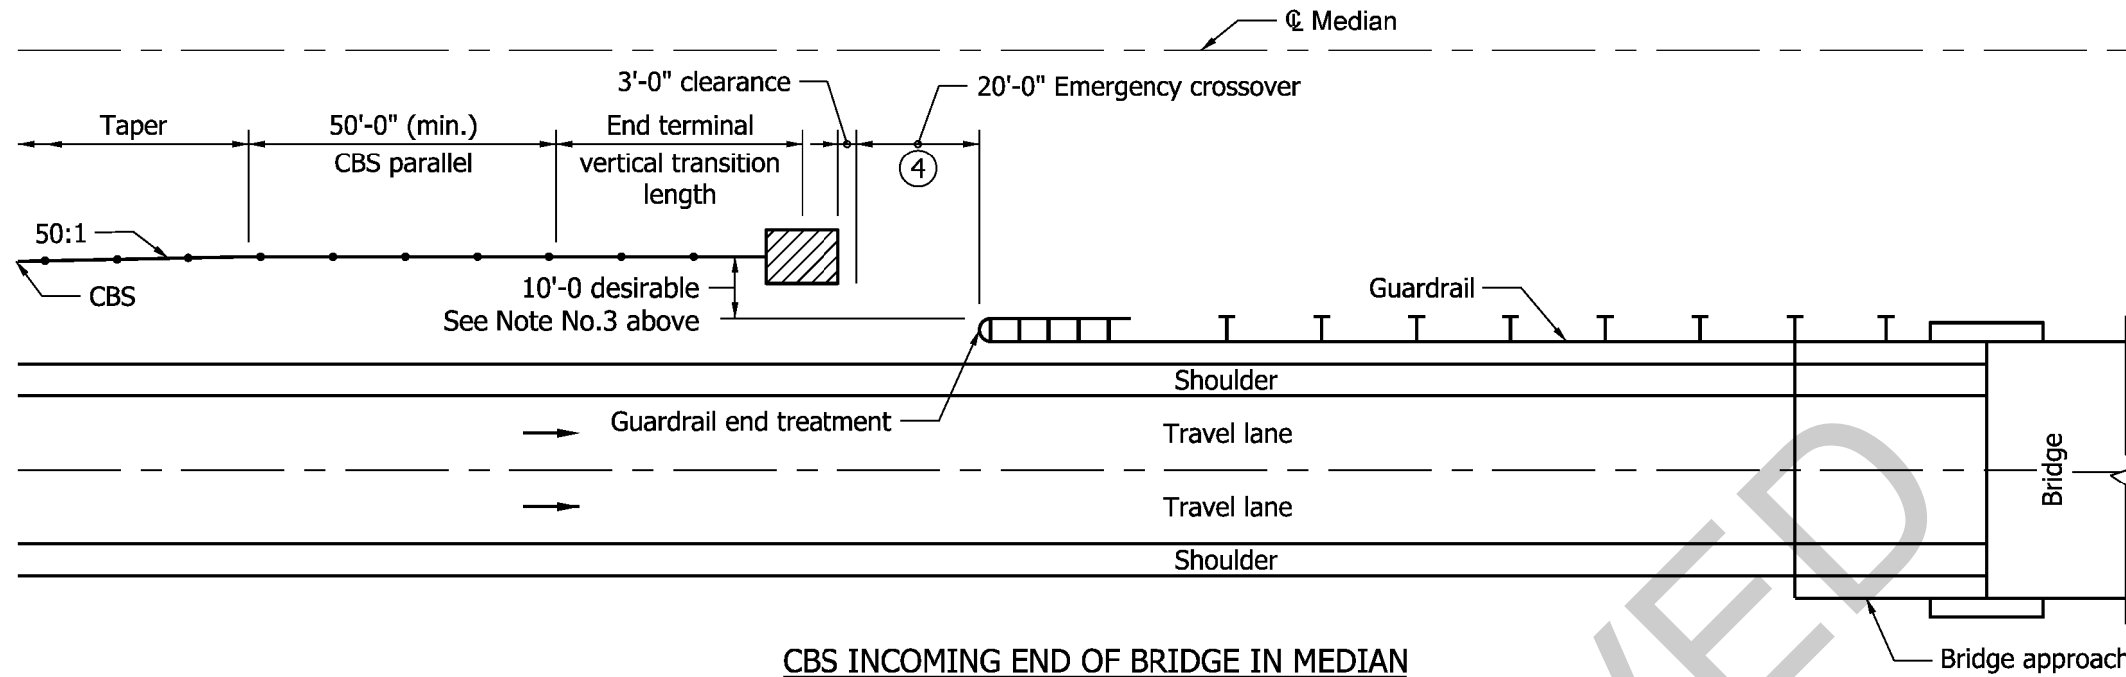 ℄ Median
3'-0" clearance
20'-0" Emergency crossover
Taper
50'-0" (min.)
CBS parallel
End terminal
vertical transition
length
4
50:1
CBS
10'-0 desirable
See Note No.3 above
Guardrail
Shoulder
Guardrail end treatment
Travel lane
Bridge
Travel lane
Shoulder
CBS INCOMING END OF BRIDGE IN MEDIAN
Bridge approach